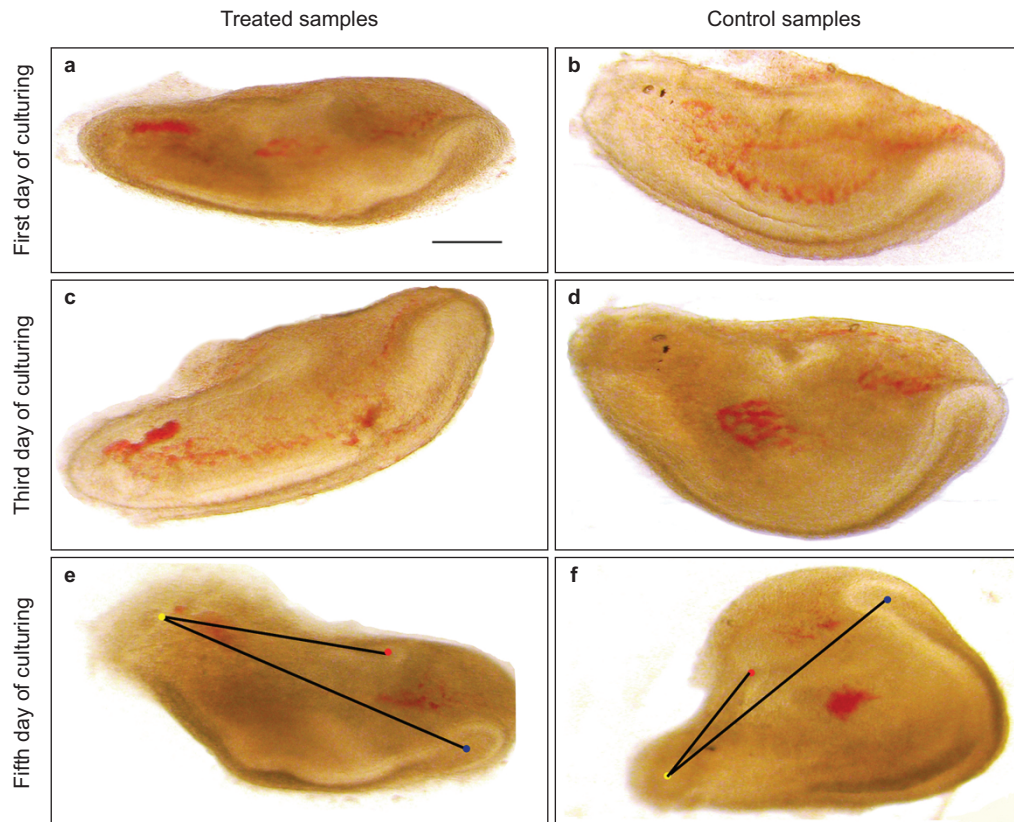 Treated samples
Control samples
First day of culturing
a
b
Third day of culturing
c
d
Fifth day of culturing
e
f